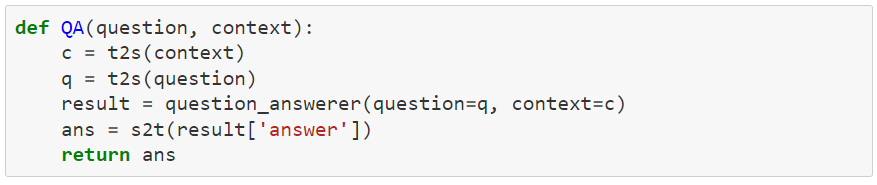 def QA(question, context):
    c = t2s(context)
    q = t2s(question)
    result = question_answerer(question=q, context=c)
    ans = s2t(result['answer'])
    return ans